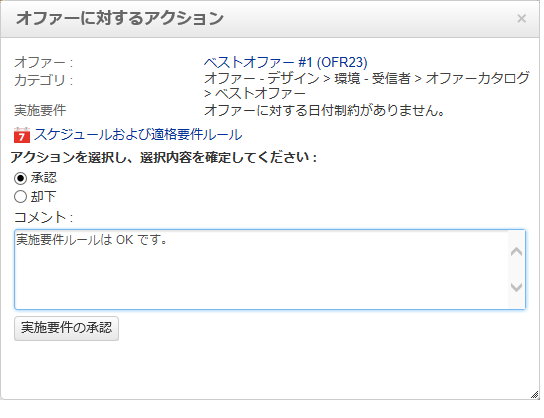 オファーに対するアクション
オファー : ベストオファー #1 (OFR23)
カテゴリ : オファー - デザイン > 環境 - 受信者 > オファーカタログ
> ベストオファー
実施要件 オファーに対する日付制約がありません。
7 スケジュールおよび適格要件ルール
アクションを選択し、選択内容を確定してください :
承認
却下
コメント :
実施要件ルールは OK です。
実施要件の承認